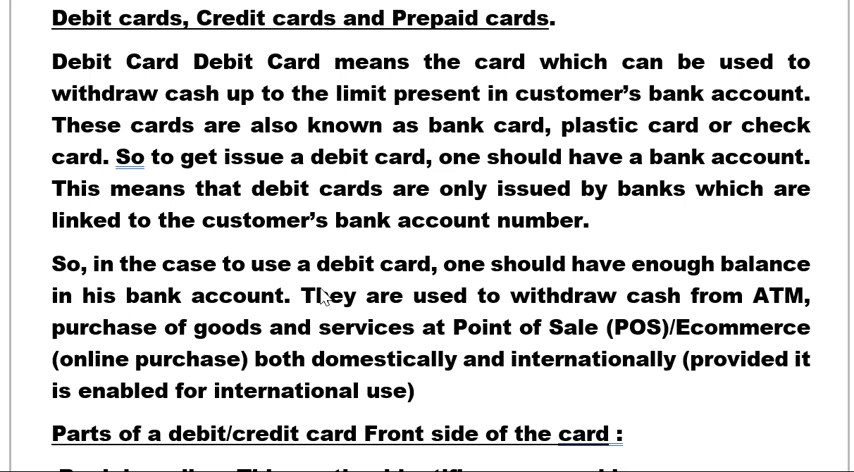 Debit cards, Credit cards and Prepaid cards.
Debit Card Debit Card means the card which can be used to
withdraw cash up to the limit present in customer’s bank account.
These cards are also known as bank card, plastic card or check
card. So to get issue a debit card, one should have a bank account.
This means that debit cards are only issued by banks which are
linked to the customer’s bank account number.
So, in the case to use a debit card, one should have enough balance
in his bank account. They are used to withdraw cash from ATM,
purchase of goods and services at Point of Sale (POS)/Ecommerce
(online purchase) both domestically and internationally (provided it
is enabled for international use)
Parts of a debit/credit card Front side of the card :